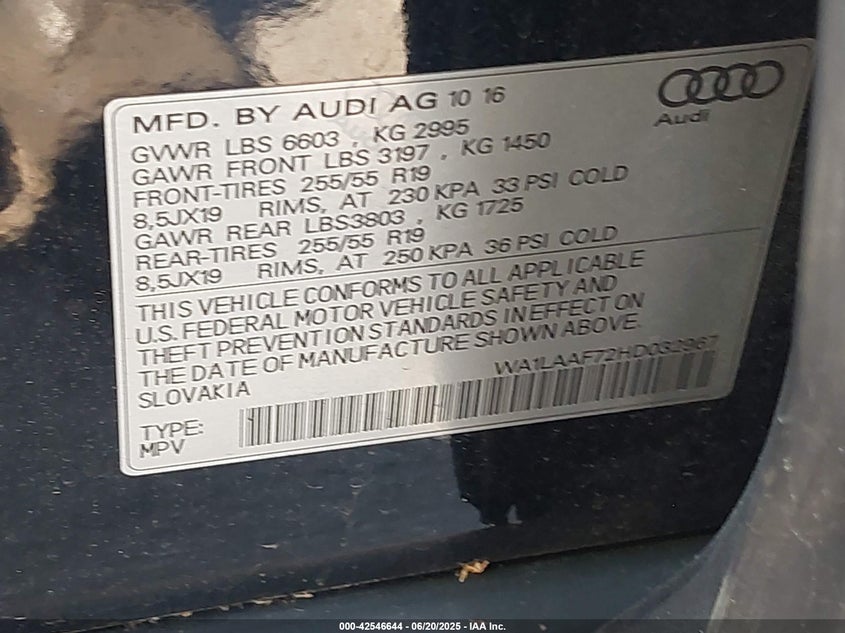 MFD. BY AUDI AG 10 16
Audi
GVWR LBS 6603 , KG 2995
GAWR FRONT LBS 3197 , KG 1450
FRONT-TIRES 255/55 R19
8,5JX19 RIMS, AT 230 KPA 33 PSI COLD
GAWR REAR LBS3803 , KG 1725
REAR-TIRES 255/55 R19
8,5JX19 RIMS, AT 250 KPA 36 PSI COLD
THIS VEHICLE CONFORMS TO ALL APPLICABLE
U.S. FEDERAL MOTOR VEHICLE SAFETY AND
THEFT PREVENTION STANDARDS IN EFFECT ON
THE DATE OF MANUFACTURE SHOWN ABOVE.
SLOVAKIA
WA1LAAF72HD032967
TYPE:
MPV
000-42546644 - 06/20/2025 - IAA Inc.